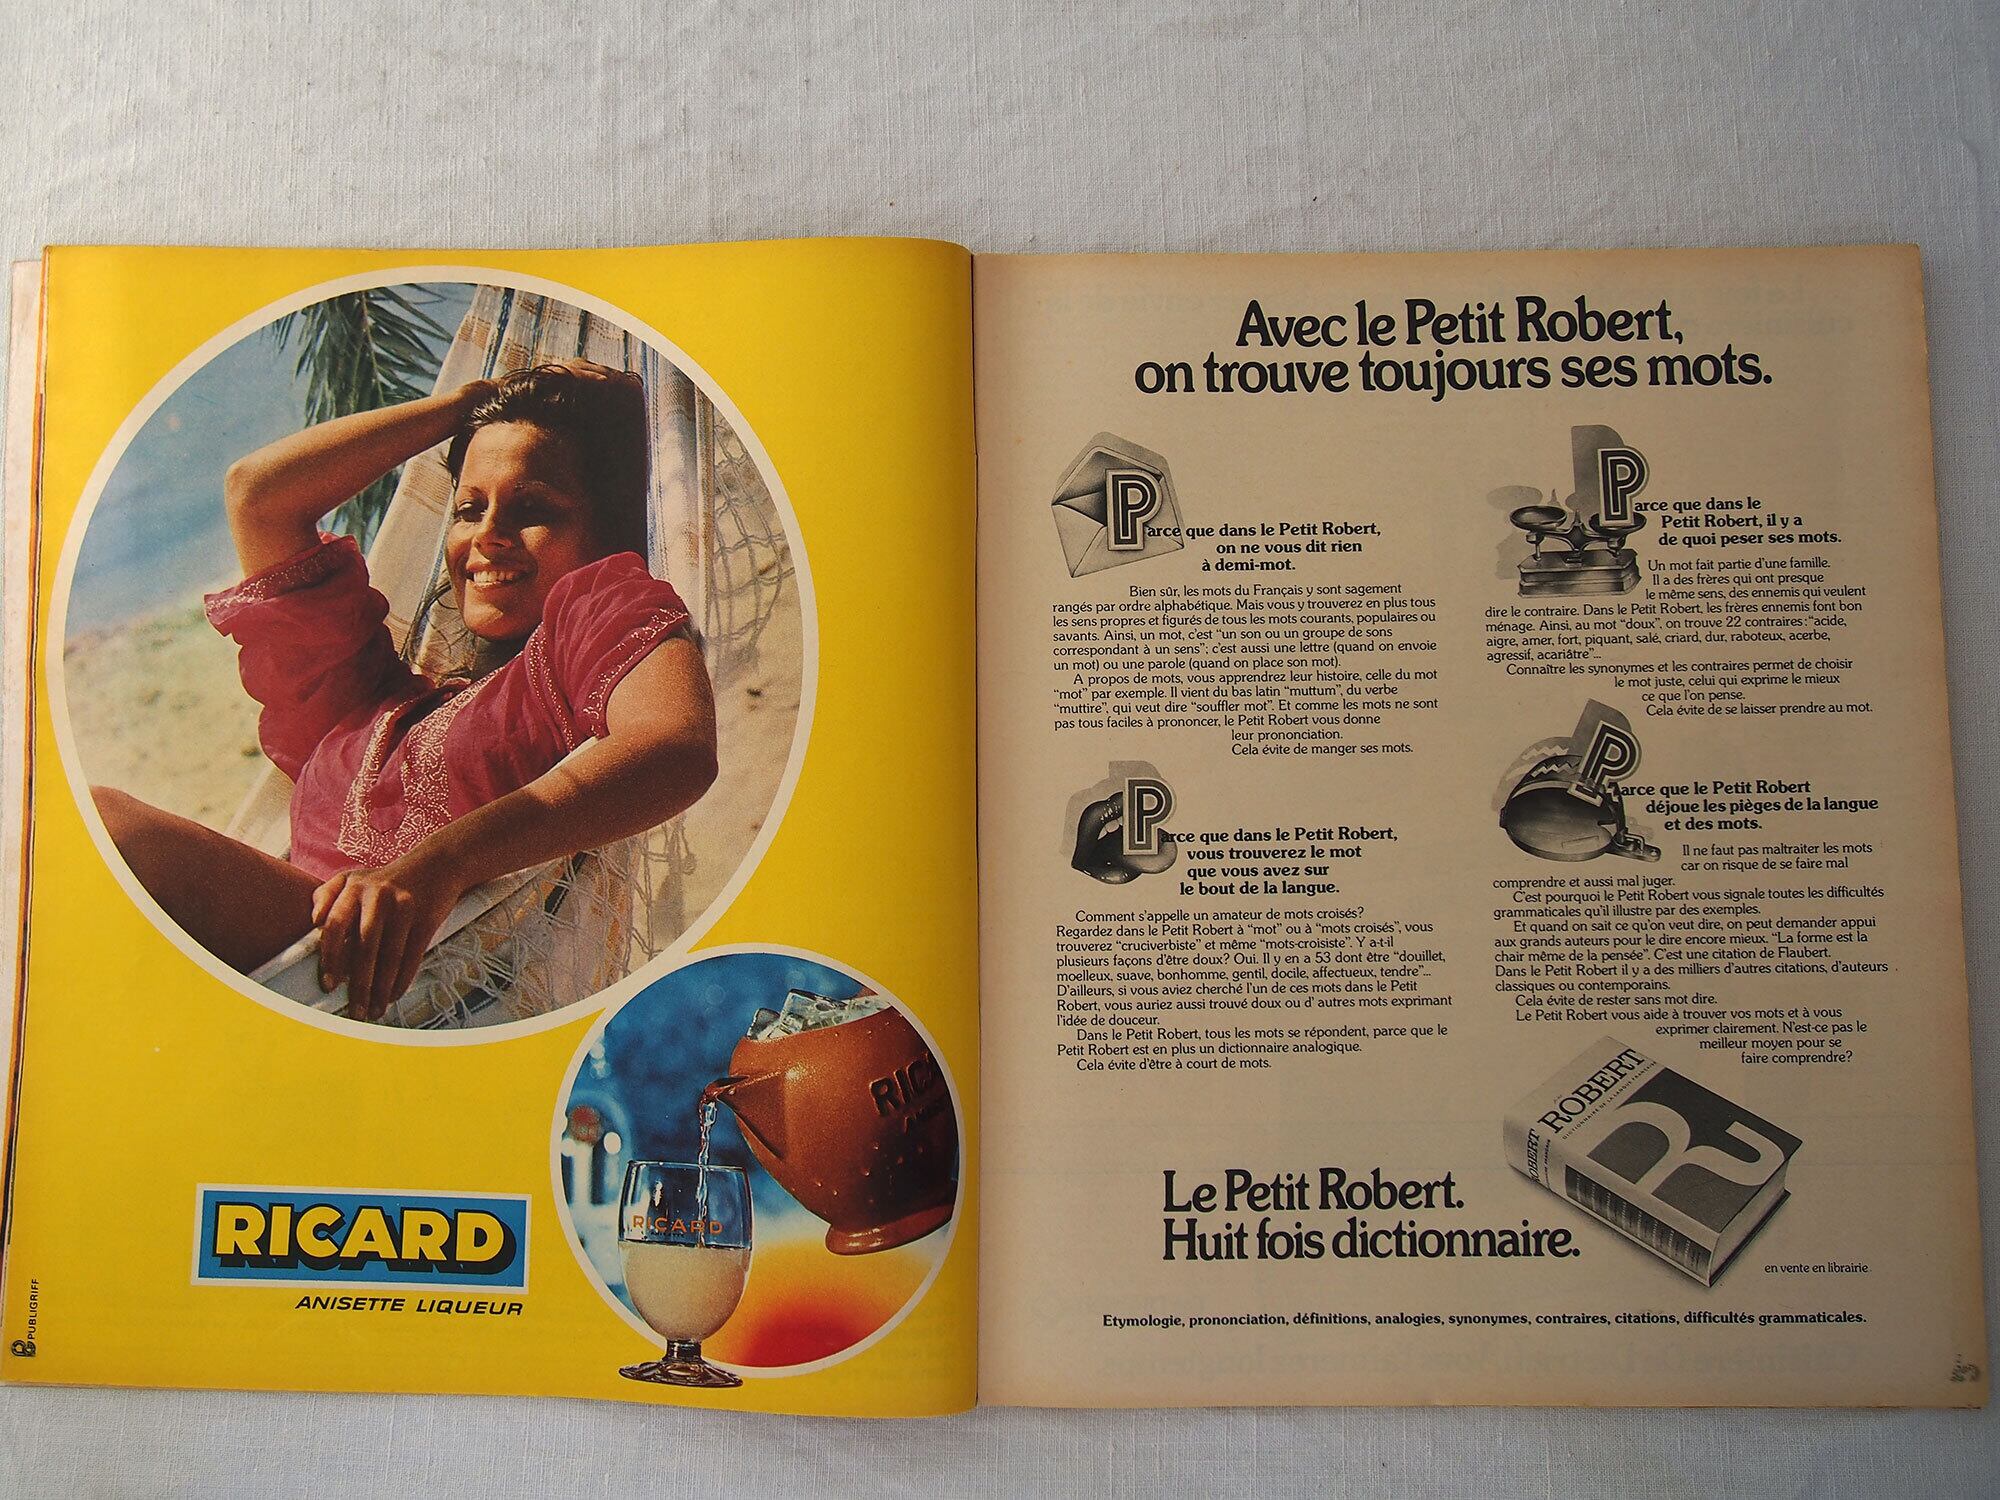 RICARD
ANISETTE LIQUEUR
PUBLIGRIFF
RICARD
Avec le Petit Robert,
on trouve toujours ses mots.
Parce que dans le Petit Robert,
on ne vous dit rien
à demi-mot.
Bien sûr, les mots du Français y sont sagement
rangés par ordre alphabétique. Mais vous y trouverez en plus tous
les sens propres et figurés de tous les mots courants, populaires ou
savants. Ainsi, un mot, c'est "un son ou un groupe de sons
correspondant à un sens"; c'est aussi une lettre (quand on envoie
un mot) ou une parole (quand on place son mot).
A propos de mots, vous apprendrez leur histoire, celle du mot
"mot" par exemple. Il vient du bas latin "muttum", du verbe
"muttire", qui veut dire "souffler mot". Et comme les mots ne sont
pas tous faciles à prononcer, le Petit Robert vous donne
leur prononciation.
Cela évite de manger ses mots.
Parce que dans le Petit Robert,
vous trouverez le mot
que vous avez sur
le bout de la langue.
Comment s'appelle un amateur de mots croisés?
Regardez dans le Petit Robert à "mot" ou à "mots croisés", vous
trouverez "cruciverbiste" et même "mots-croisiste". Y a-t-il
plusieurs façons d'être doux? Oui. Il y en a 53 dont être "douillet,
moelleux, suave, bonhomme, gentil, docile, affectueux, tendre"...
D'ailleurs, si vous aviez cherché l'un de ces mots dans le Petit
Robert, vous auriez aussi trouvé doux ou d'autres mots exprimant
l'idée de douceur.
Dans le Petit Robert, tous les mots se répondent, parce que le
Petit Robert est en plus un dictionnaire analogique.
Cela évite d'être à court de mots.
Parce que dans le
Petit Robert, il y a
de quoi peser ses mots.
Un mot fait partie d'une famille.
Il a des frères qui ont presque
le même sens, des ennemis qui veulent
dire le contraire. Dans le Petit Robert, les frères ennemis font bon
ménage. Ainsi, au mot "doux", on trouve 22 contraires: "acide,
aigre, amer, fort, piquant, salé, criard, dur, raboteux, acerbe,
agressif, acariâtre"...
Connaître les synonymes et les contraires permet de choisir
le mot juste, celui qui exprime le mieux
ce que l'on pense.
Cela évite de se laisser prendre au mot.
Parce que le Petit Robert
déjoue les pièges de la langue
et des mots.
Il ne faut pas maltraiter les mots
car on risque de se faire mal
comprendre et aussi mal juger.
C'est pourquoi le Petit Robert vous signale toutes les difficultés
grammaticales qu'il illustre par des exemples.
Et quand on sait ce qu'on veut dire, on peut demander appui
aux grands auteurs pour le dire encore mieux. "La forme est la
chair même de la pensée". C'est une citation de Flaubert.
Dans le Petit Robert il y a des milliers d'autres citations, d'auteurs
classiques ou contemporains.
Cela évite de rester sans mot dire.
Le Petit Robert vous aide à trouver vos mots et à vous
exprimer clairement. N'est-ce pas le
meilleur moyen pour se
faire comprendre?
ROBERT
DICTIONNAIRE DE LA LANGUE FRANÇAISE
ROBERT
Le Petit Robert.
Huit fois dictionnaire.
en vente en librairie
Etymologie, prononciation, définitions, analogies, synonymes, contraires, citations, difficultés grammaticales.